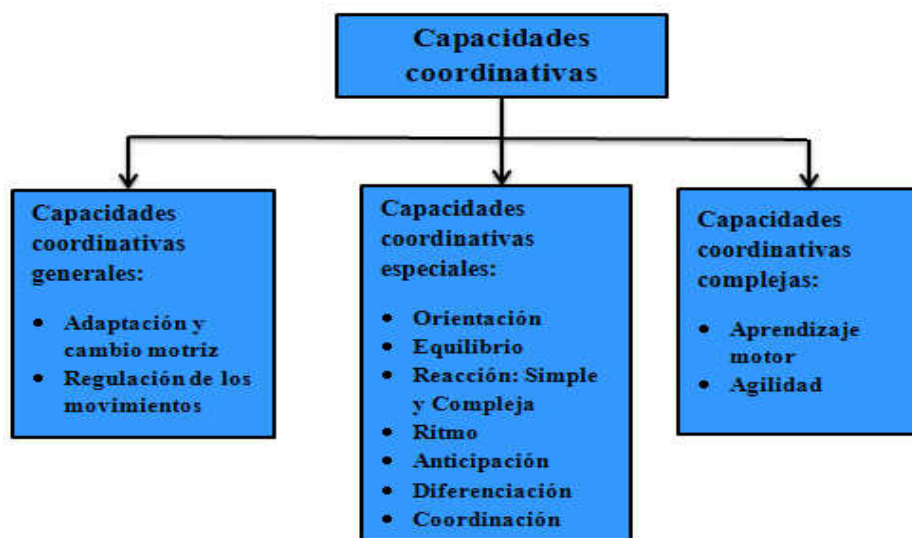 Capacidades
coordinativas
Capacidades
coordinativas
generales:
• Adaptación y
cambio motriz
• Regulación de los
movimientos
Capacidades
coordinativas
especiales:
• Orientación
• Equilibrio
• Reacción: Simple
y Compleja
• Ritmo
• Anticipación
• Diferenciación
• Coordinación
Capacidades
coordinativas
complejas:
• Aprendizaje
motor
• Agilidad